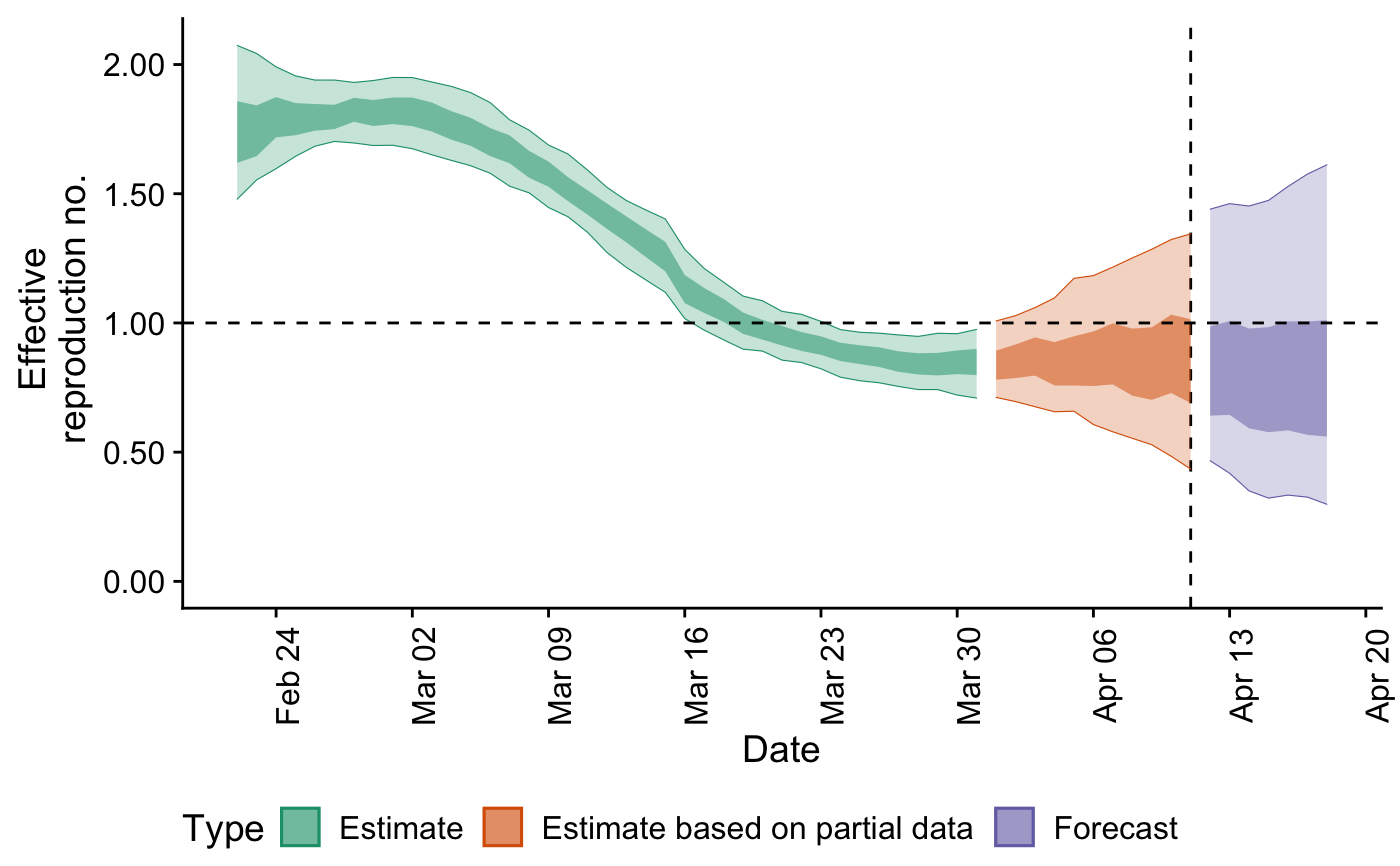 Effective
reproduction no.
2.00
1.50
1.00
0.50
0.00
Feb 24
Mar 02
Mar 09
Mar 16
Mar 23
Mar 30
Apr 06
Apr 13
Apr 20
Date
Type Estimate Estimate based on partial data Forecast